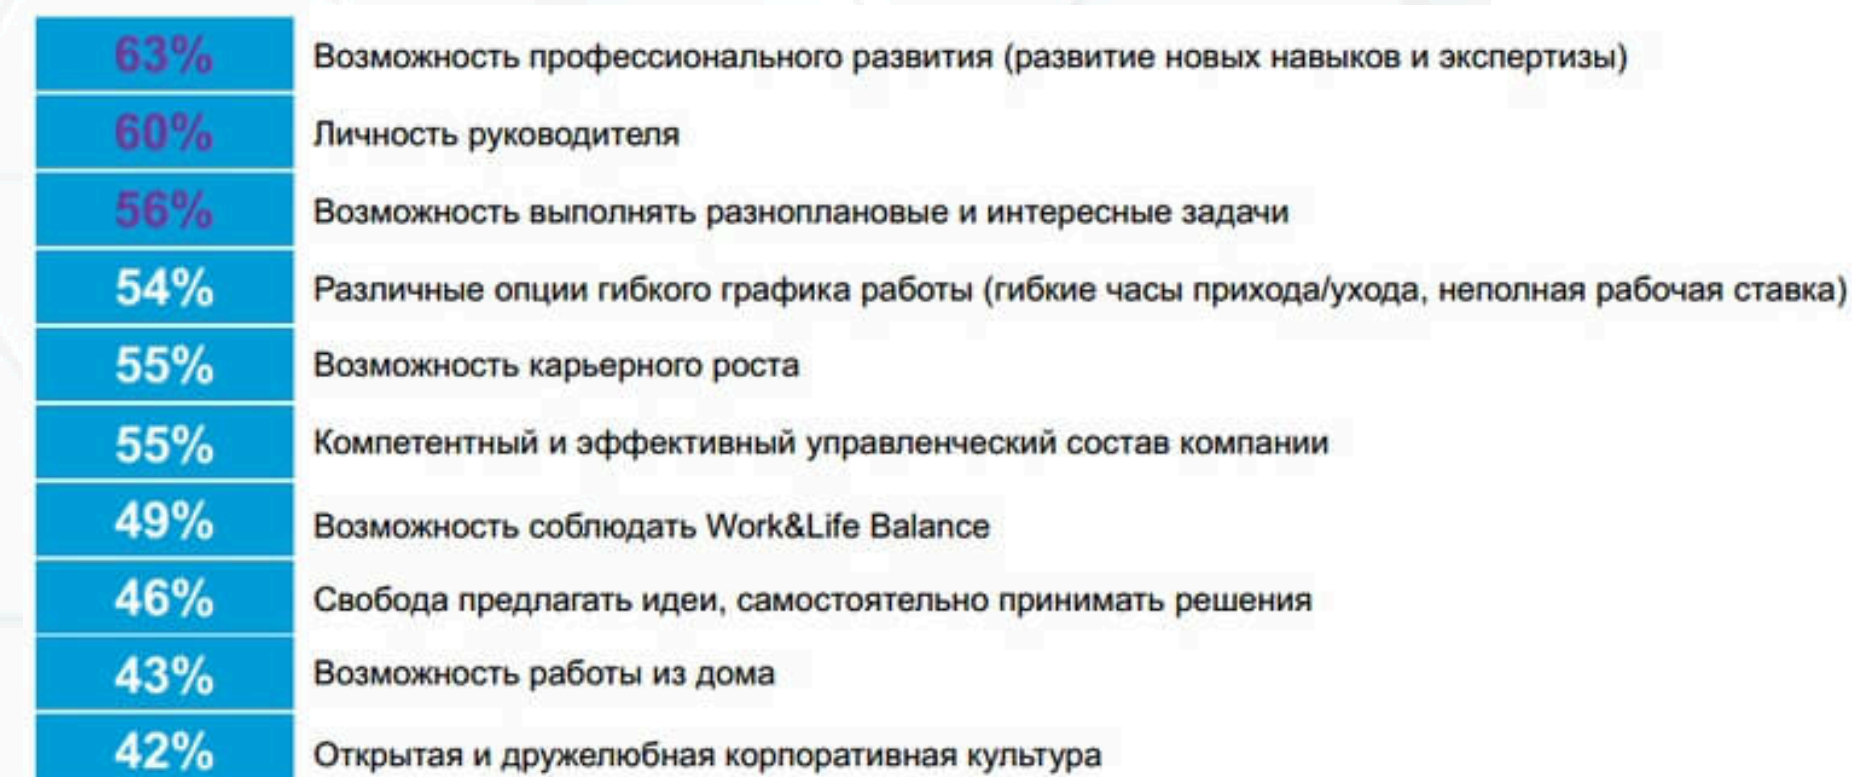 63% Возможность профессионального развития (развитие новых навыков и экспертизы)
60% Личность руководителя
56% Возможность выполнять разноплановые и интересные задачи
54% Различные опции гибкого графика работы (гибкие часы прихода/ухода, неполная рабочая ставка)
55% Возможность карьерного роста
55% Компетентный и эффективный управленческий состав компании
49% Возможность соблюдать Work&Life Balance
46% Свобода предлагать идеи, самостоятельно принимать решения
43% Возможность работы из дома
42% Открытая и дружелюбная корпоративная культура